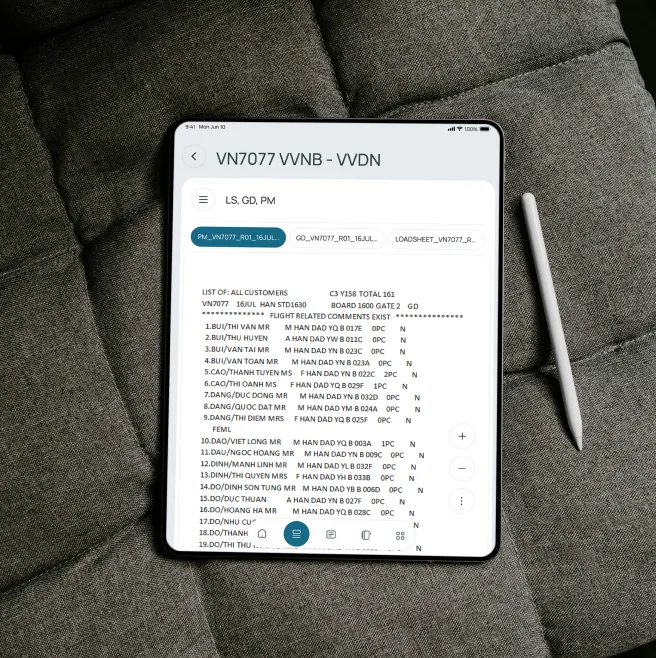 9:41 Mon Jun 10
100%
VN7077 VVNB - VVDN
LS, GD, PM
PM_VN7077_R01_16JUL...
GD_VN7077_R01_16JUL...
LOADSHEET_VN7077_R...
LIST OF: ALL CUSTOMERS C3 Y158 TOTAL 161
VN7077 16JUL HAN STD1630 BOARD 1600 GATE 2 GD
************** FLIGHT RELATED COMMENTS EXIST ***************
1.BUI/THI VAN MR M HAN DAD YQ B 017E 0PC N
2.BUI/THU HUYEN A HAN DAD YW B 011C 0PC N
3.BUI/VAN TAI MR M HAN DAD YN B 023C 0PC N
4.BUI/VAN TOAN MR M HAN DAD YN B 023A 0PC N
5.CAO/THANH TUYEN MS F HAN DAD YN B 022C 2PC N
6.CAO/THI OANH MS F HAN DAD YQ B 029F 1PC N
7.DANG/DUC DONG MR M HAN DAD YN B 032D 0PC N
8.DANG/QUOC DAT MR M HAN DAD YM B 024A 0PC N
9.DANG/THI DIEM MRS F HAN DAD YQ B 025F 0PC N
FEML
10.DAO/VIET LONG MR M HAN DAD YQ B 003A 1PC N
11.DAU/NGOC HOANG MR M HAN DAD YN B 009C 0PC N
12.DINH/MANH LINH MR M HAN DAD YL B 032F 0PC N
13.DINH/THI QUYEN MRS F HAN DAD YH B 033B 0PC N
14.DO/DINH SON TUNG MR M HAN DAD YB B 006D 0PC N
15.DO/DUC THUAN A HAN DAD YN B 027F 0PC N
16.DO/HOANG HA MR M HAN DAD YQ B 028C 0PC N
17.DO/NHU N
18.DO/THANH N
19.DO/THI THU N